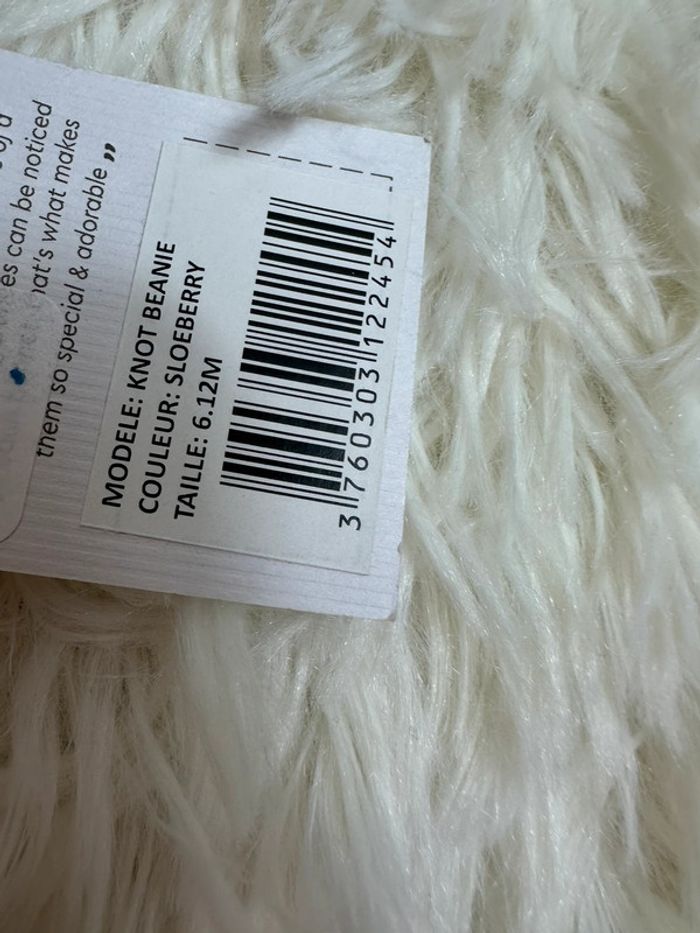 es can be noticed
at's what makes
them so special & adorable„
MODELE: KNOT BEANIE
COULEUR: SLOEBERRY
TAILLE: 6.12M
3 760303 122454